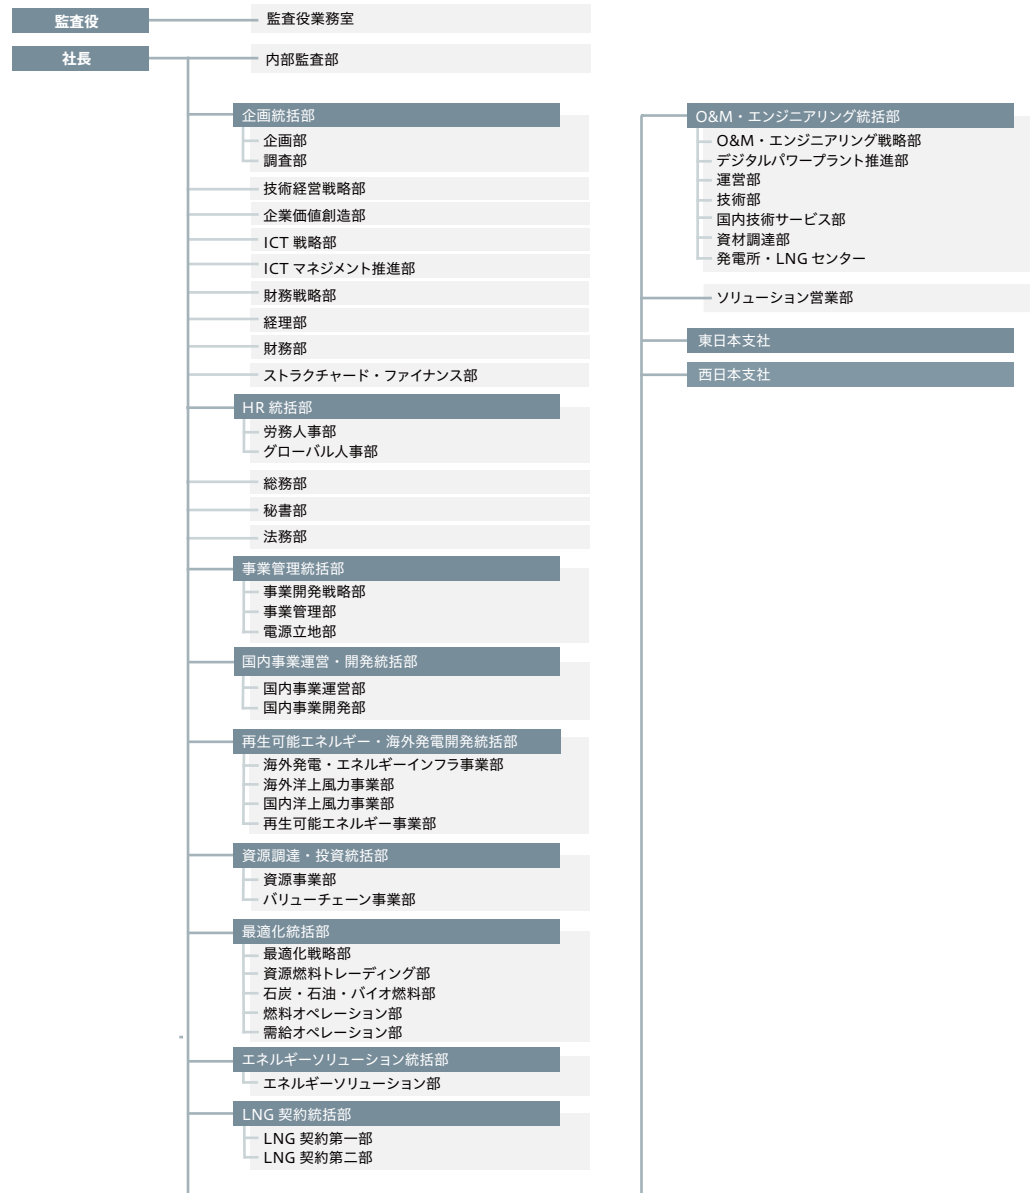 監査役
監査役業務室
社長
内部監査部
企画統括部
企画部
調査部
技術経営戦略部
企業価値創造部
ICT 戦略部
ICT マネジメント推進部
財務戦略部
経理部
財務部
ストラクチャード・ファイナンス部
HR 統括部
労務人事部
グローバル人事部
総務部
秘書部
法務部
事業管理統括部
事業開発戦略部
事業管理部
電源立地部
国内事業運営・開発統括部
国内事業運営部
国内事業開発部
再生可能エネルギー・海外発電開発統括部
海外発電・エネルギーインフラ事業部
海外洋上風力事業部
国内洋上風力事業部
再生可能エネルギー事業部
資源調達・投資統括部
資源事業部
バリューチェーン事業部
最適化統括部
最適化戦略部
資源燃料トレーディング部
石炭・石油・バイオ燃料部
燃料オペレーション部
需給オペレーション部
エネルギーソリューション統括部
エネルギーソリューション部
LNG 契約統括部
LNG 契約第一部
LNG 契約第二部
O&M・エンジニアリング統括部
O&M・エンジニアリング戦略部
デジタルパワープラント推進部
運営部
技術部
国内技術サービス部
資材調達部
発電所・LNG センター
ソリューション営業部
東日本支社
西日本支社